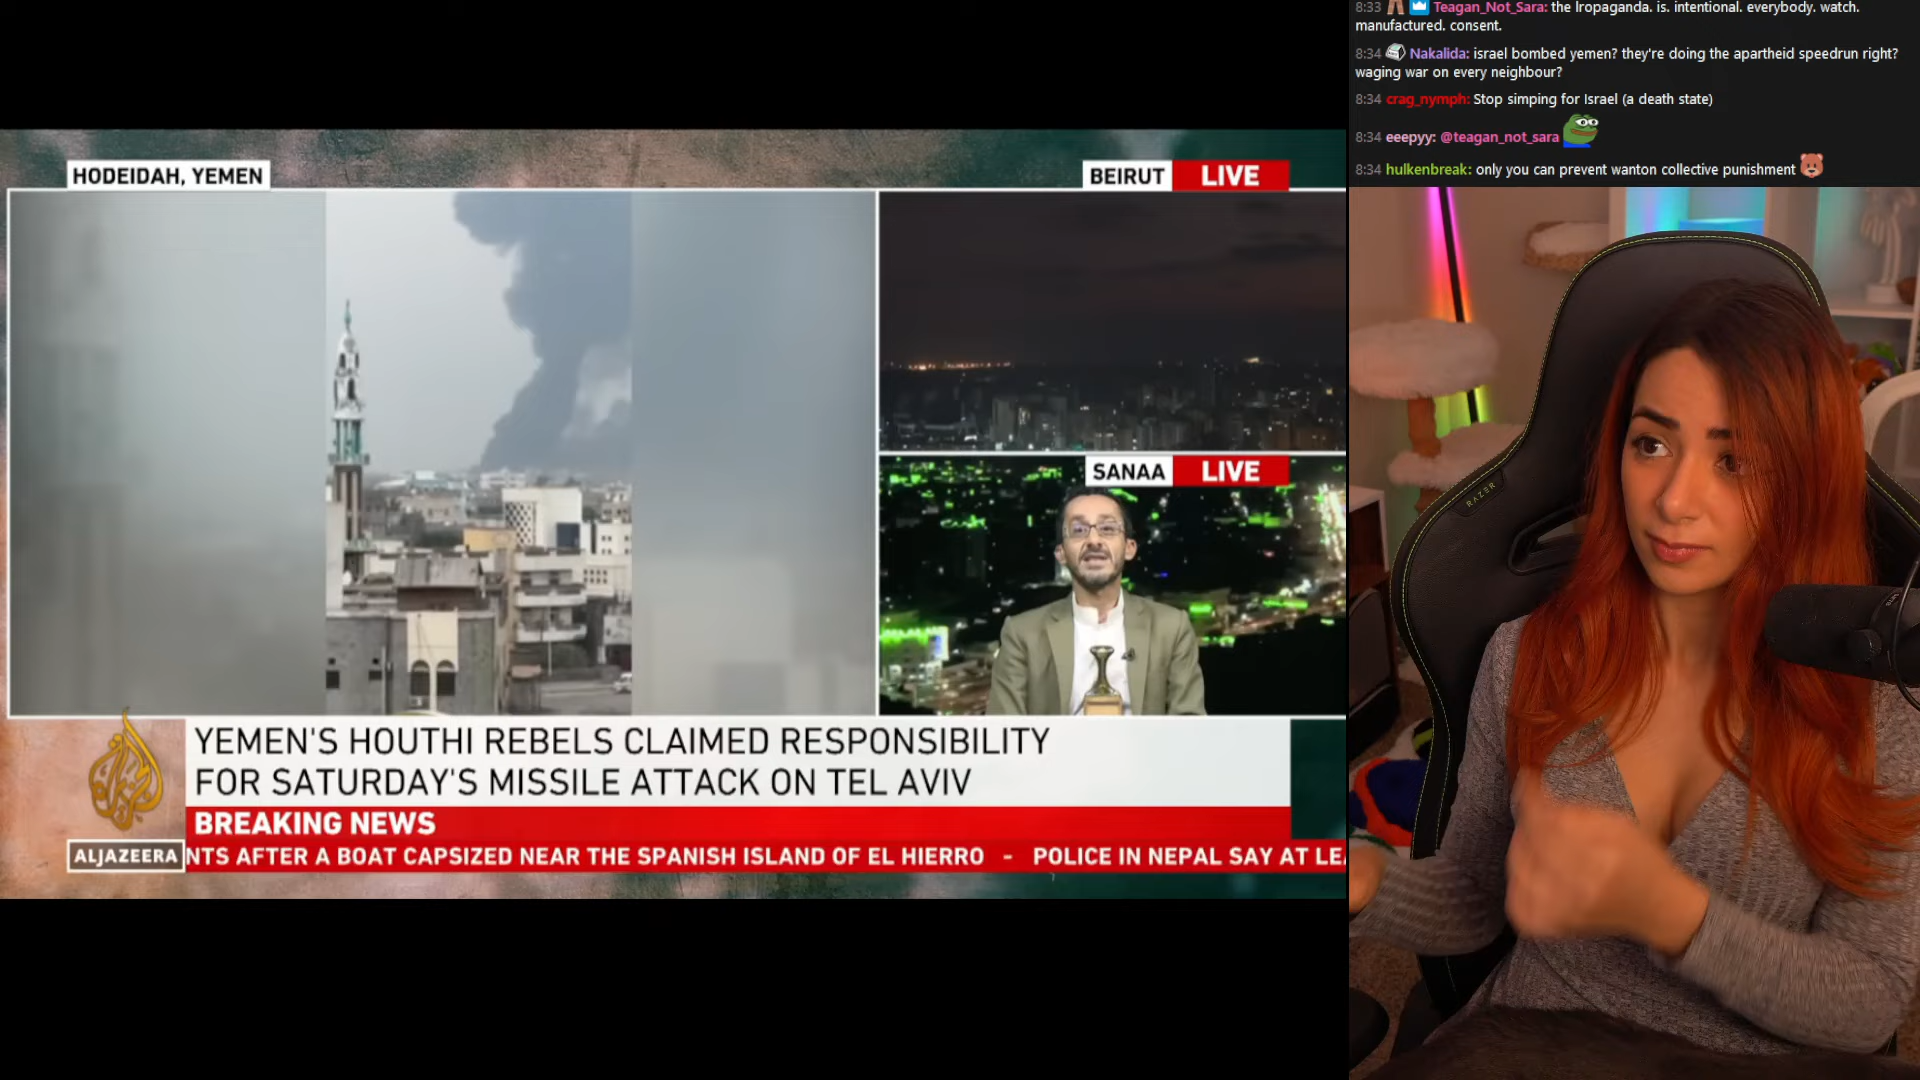 HODEIDAH, YEMEN
BEIRUT LIVE
SANAA LIVE
YEMEN'S HOUTHI REBELS CLAIMED RESPONSIBILITY
FOR SATURDAY'S MISSILE ATTACK ON TEL AVIV
BREAKING NEWS
ALJAZEERA
NTS AFTER A BOAT CAPSIZED NEAR THE SPANISH ISLAND OF EL HIERRO - POLICE IN NEPAL SAY AT LEA
8:33 Teagan_Not_Sara: the lropaganda. is. intentional. everybody. watch.
manufactured. consent.
8:34 Nakalida: israel bombed yemen? they're doing the apartheid speedrun right?
waging war on every neighbour?
8:34 crag_nymph: Stop simping for Israel (a death state)
8:34 eeepyy: @teagan_not_sara
8:34 hulkenbreak: only you can prevent wanton collective punishment
RAZER